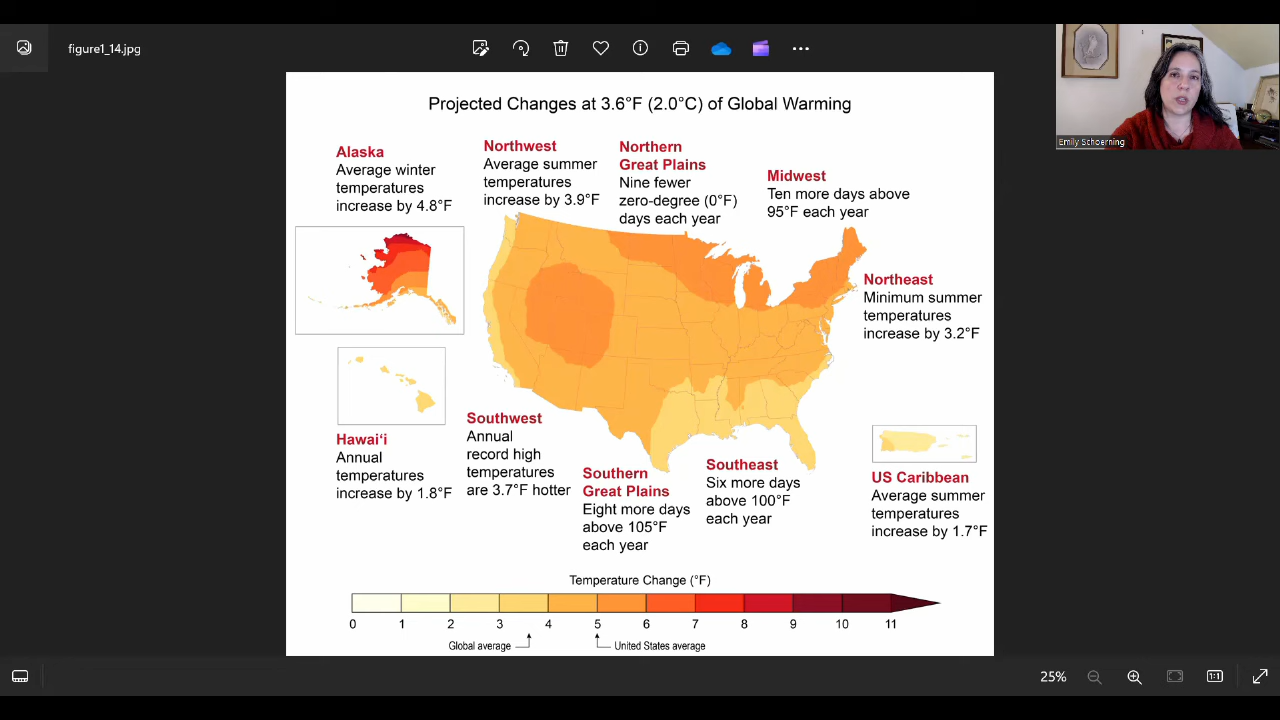 figure1_14.jpg
Emily Schoerning
Projected Changes at 3.6°F (2.0°C) of Global Warming
Alaska
Average winter
temperatures
increase by 4.8°F
Northwest
Average summer
temperatures
increase by 3.9°F
Northern
Great Plains
Nine fewer
zero-degree (0°F)
days each year
Midwest
Ten more days above
95°F each year
Northeast
Minimum summer
temperatures
increase by 3.2°F
Hawaiʻi
Annual
temperatures
increase by 1.8°F
Southwest
Annual
record high
temperatures
are 3.7°F hotter
Southern
Great Plains
Eight more days
above 105°F
each year
Southeast
Six more days
above 100°F
each year
US Caribbean
Average summer
temperatures
increase by 1.7°F
Temperature Change (°F)
0 1 2 3 4 5 6 7 8 9 10 11
Global average
United States average
25%
1:1